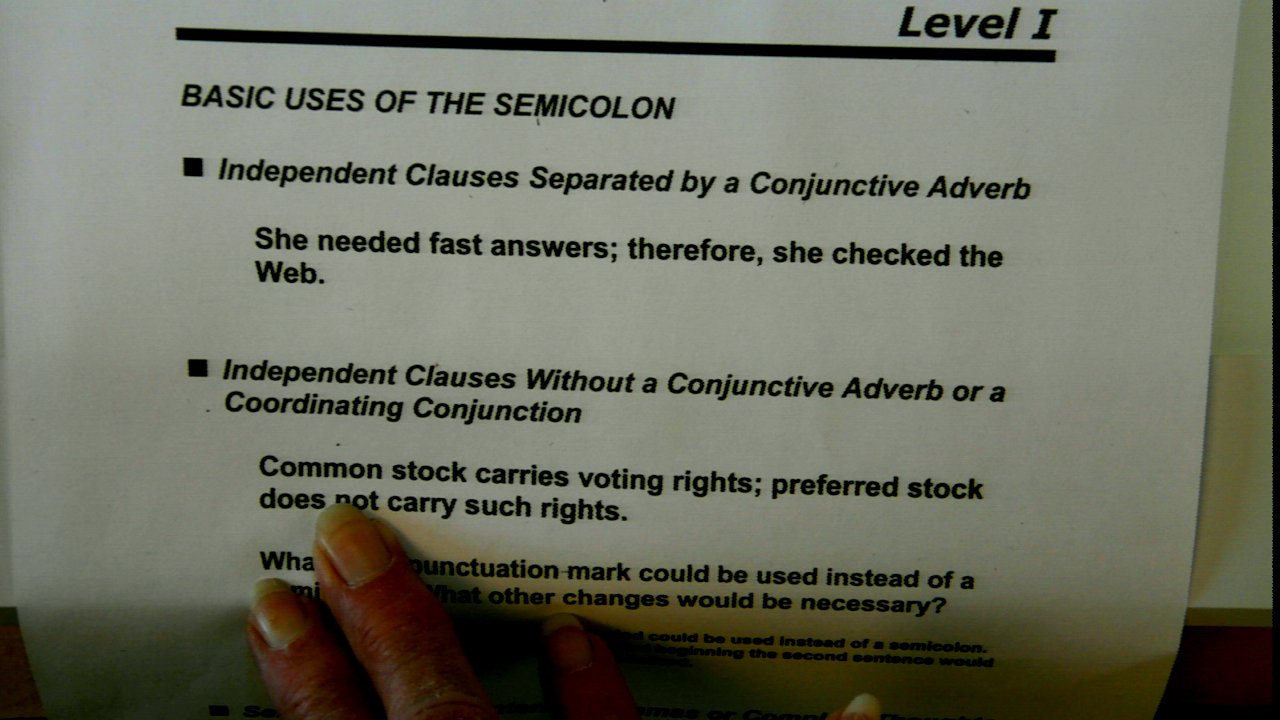 Level I
BASIC USES OF THE SEMICOLON
■ Independent Clauses Separated by a Conjunctive Adverb
She needed fast answers; therefore, she checked the
Web.
■ Independent Clauses Without a Conjunctive Adverb or a
Coordinating Conjunction
Common stock carries voting rights; preferred stock
does not carry such rights.
punctuation mark could be used instead of a
What other changes would be necessary?
could be used instead of a semicolon.
beginning the second sentence would